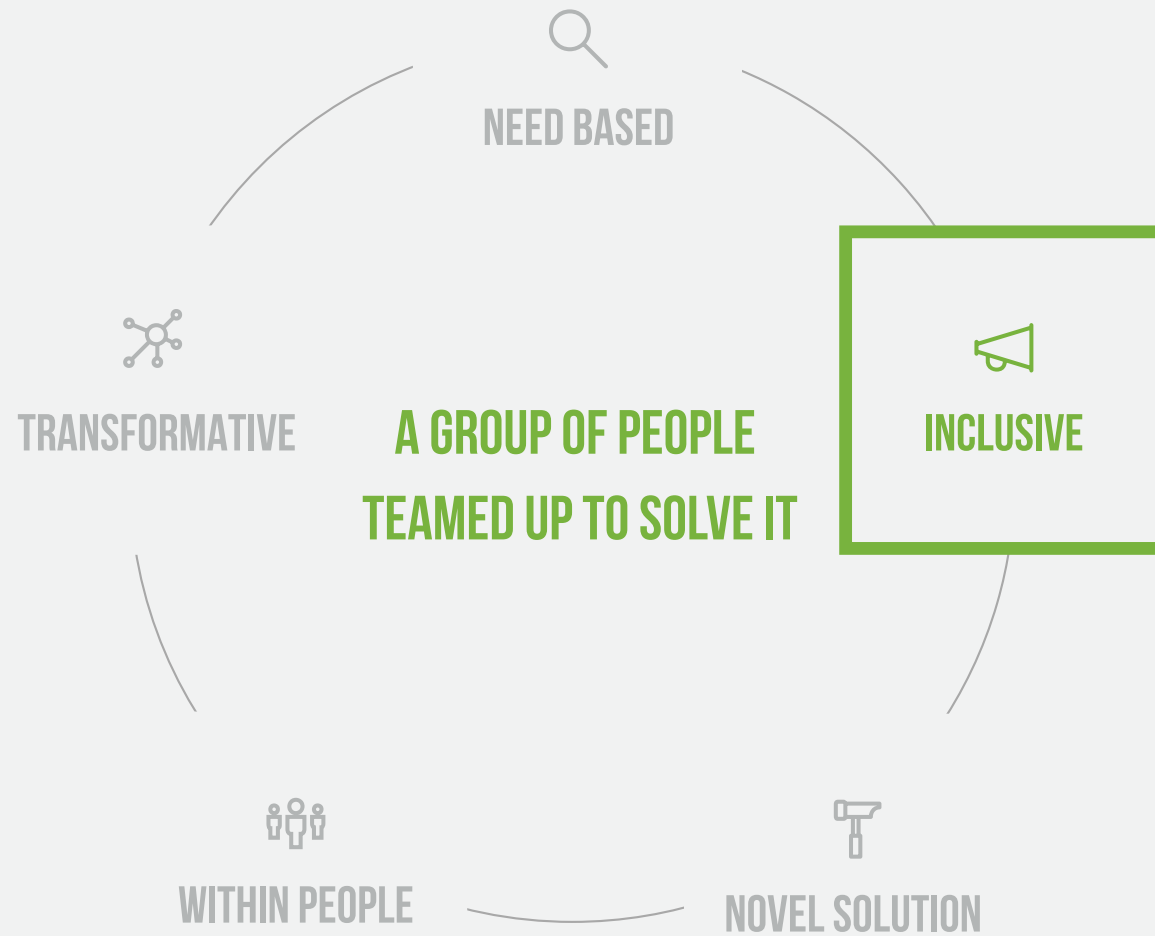 NEED BASED
TRANSFORMATIVE
A GROUP OF PEOPLE
TEAMED UP TO SOLVE IT
INCLUSIVE
WITHIN PEOPLE
NOVEL SOLUTION